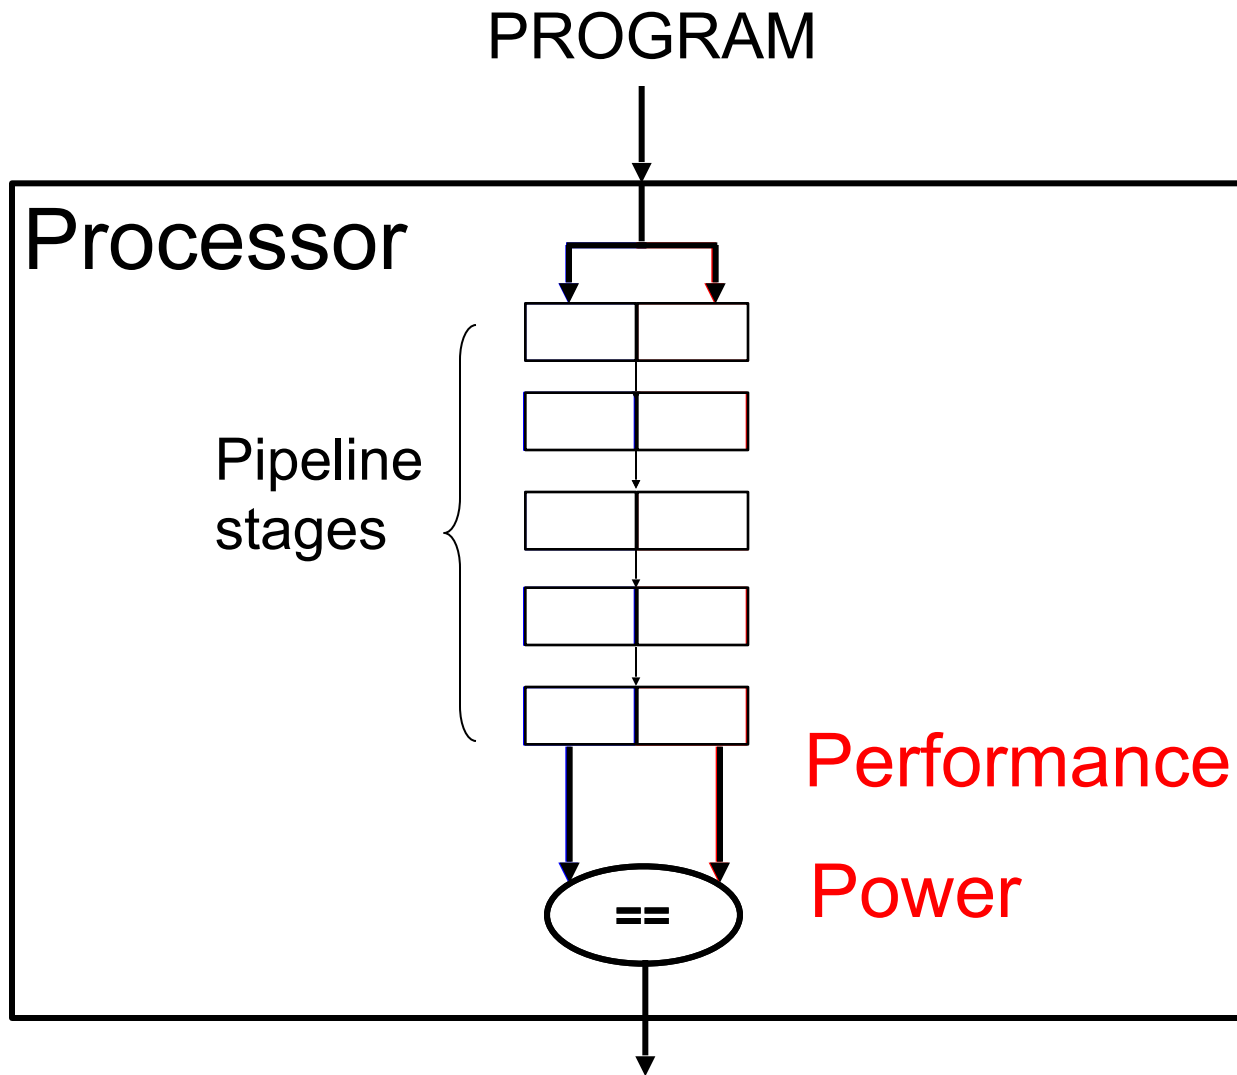 PROGRAM
Processor
Pipeline
stages
Performance
Power
==